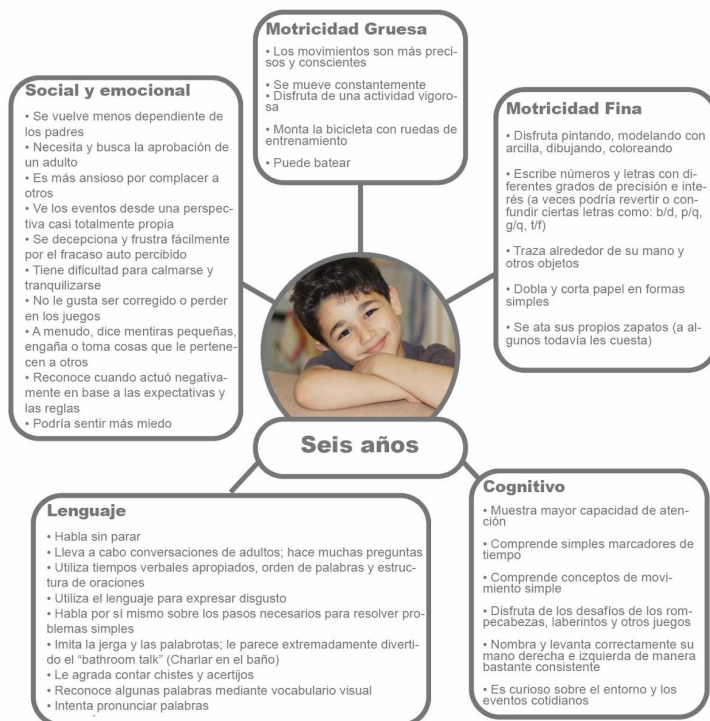 Motricidad Gruesa
• Los movimientos son más preci-
sos y conscientes
• Se mueve constantemente
• Disfruta de una actividad vigoro-
sa
• Monta la bicicleta con ruedas de
entrenamiento
• Puede batear
Social y emocional
• Se vuelve menos dependiente de
los padres
• Necesita y busca la aprobación de
un adulto
• Es más ansioso por complacer a
otros
• Ve los eventos desde una perspec-
tiva casi totalmente propia
• Se decepciona y frustra fácilmente
por el fracaso auto percibido
• Tiene dificultad para calmarse y
tranquilizarse
• No le gusta ser corregido o perder
en los juegos
• A menudo, dice mentiras pequeñas,
engaña o toma cosas que le pertene-
cen a otros
• Reconoce cuando actuó negativa-
mente en base a las expectativas y
las reglas
• Podría sentir más miedo
Motricidad Fina
• Disfruta pintando, modelando con
arcilla, dibujando, coloreando
• Escribe números y letras con di-
ferentes grados de precisión e inte-
rés (a veces podría revertir o con-
fundir ciertas letras como: b/d, p/q,
g/q, t/f)
• Traza alrededor de su mano y
otros objetos
• Dobla y corta papel en formas
simples
• Se ata sus propios zapatos (a al-
gunos todavía les cuesta)
Seis años
Lenguaje
• Habla sin parar
• Lleva a cabo conversaciones de adultos; hace muchas preguntas
• Utiliza tiempos verbales apropiados, orden de palabras y estruc-
tura de oraciones
• Utiliza el lenguaje para expresar disgusto
• Habla por sí mismo sobre los pasos necesarios para resolver pro-
blemas simples
• Imita la jerga y las palabrotas; le parece extremadamente diverti-
do el “bathroom talk” (Charlar en el baño)
• Le agrada contar chistes y acertijos
• Reconoce algunas palabras mediante vocabulario visual
• Intenta pronunciar palabras
Cognitivo
• Muestra mayor capacidad de aten-
ción
• Comprende simples marcadores de
tiempo
• Comprende conceptos de movi-
miento simple
• Disfruta de los desafíos de los rom-
pecabezas, laberintos y otros juegos
• Nombra y levanta correctamente su
mano derecha e izquierda de manera
bastante consistente
• Es curioso sobre el entorno y los
eventos cotidianos